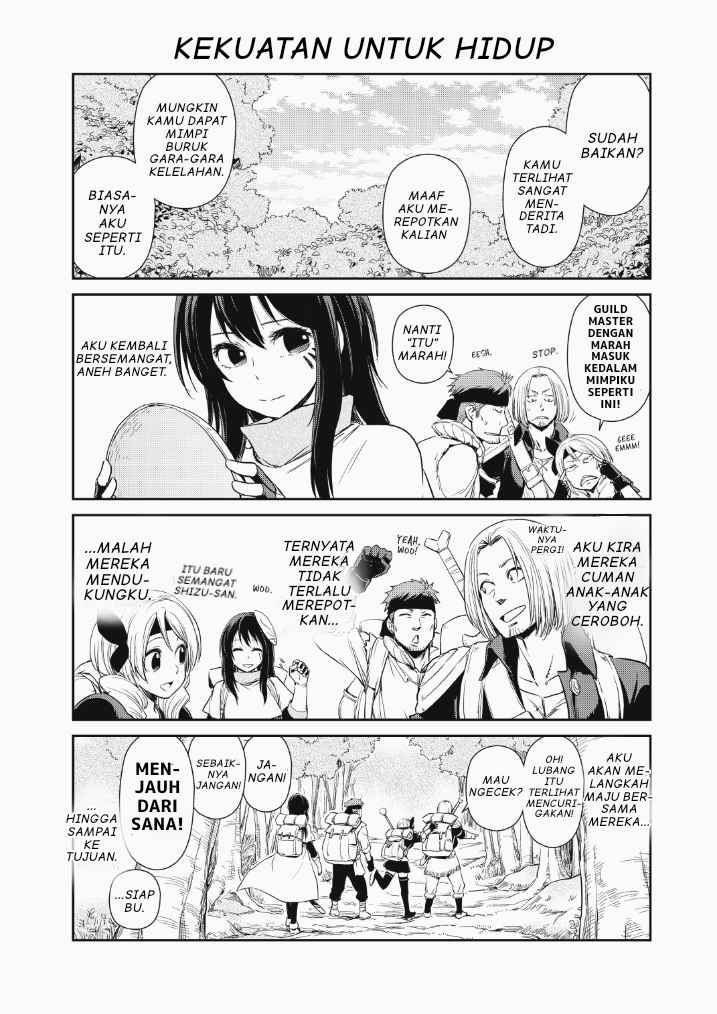 KEKUATAN UNTUK HIDUP
SUDAH
BAIKAN?
KAMU
TERLIHAT
SANGAT
MEN-
DERITA
TADI.
MAAF
AKU ME-
REPOTKAN
KALIAN
MUNGKIN
KAMU DAPAT
MIMPI
BURUK
GARA-GARA
KELELAHAN.
BIASA-
NYA
AKU
SEPERTI
ITU.
GUILD
MASTER
DENGAN
MARAH
MASUK
KEDALAM
MIMPIKU
SEPERTI
INI!
GEEE
EMMM!
STOP.
EESH.
NANTI
"ITU"
MARAH!
AKU KEMBALI
BERSEMANGAT,
ANEH BANGET.
AKU KIRA
MEREKA
CUMAN
ANAK-ANAK
YANG
CEROBOH.
WAKTU-
NYA
PERGI!
YEAH,
WOO!
TERNYATA
MEREKA
TIDAK
TERLALU
MEREPOT-
KAN...
WOO.
ITU BARU
SEMANGAT
SHIZU-SAN.
...MALAH
MEREKA
MENDU-
KUNGKU.
AKU
AKAN ME-
LANGKAH
MAJU BER-
SAMA
MEREKA...
OH!
LUBANG
ITU
TERLIHAT
MENCURI-
GAKAN!
MAU
NGECEK?
JA-
NGAN!
SEBAIK-
NYA
JANGAN!
MEN-
JAUH
DARI
SANA!
...SIAP
BU.
...
HINGGA
SAMPAI
KE
TUJUAN.